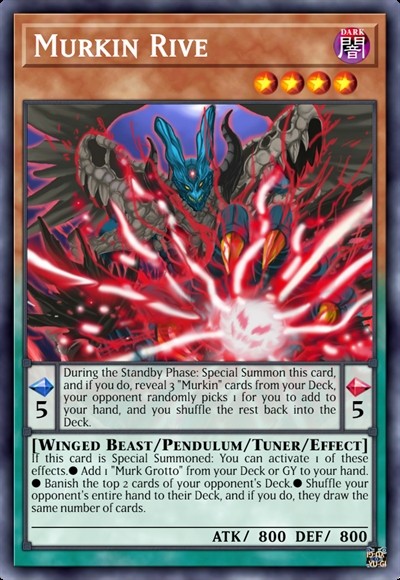 Murkin Rive
DARK
闇
During the Standby Phase: Special Summon this card,
and if you do, reveal 3 "Murkin" cards from your Deck,
your opponent randomly picks 1 for you to add to
your hand, and you shuffle the rest back into the
Deck.
5
5
[Winged Beast/Pendulum/Tuner/Effect]
If this card is Special Summoned: You can activate 1 of these
effects.● Add 1 "Murk Grotto" from your Deck or GY to your hand.
● Banish the top 2 cards of your opponent's Deck.● Shuffle your
opponent's entire hand to their Deck, and if you do, they draw the
same number of cards.
ATK/ 800 DEF/ 800